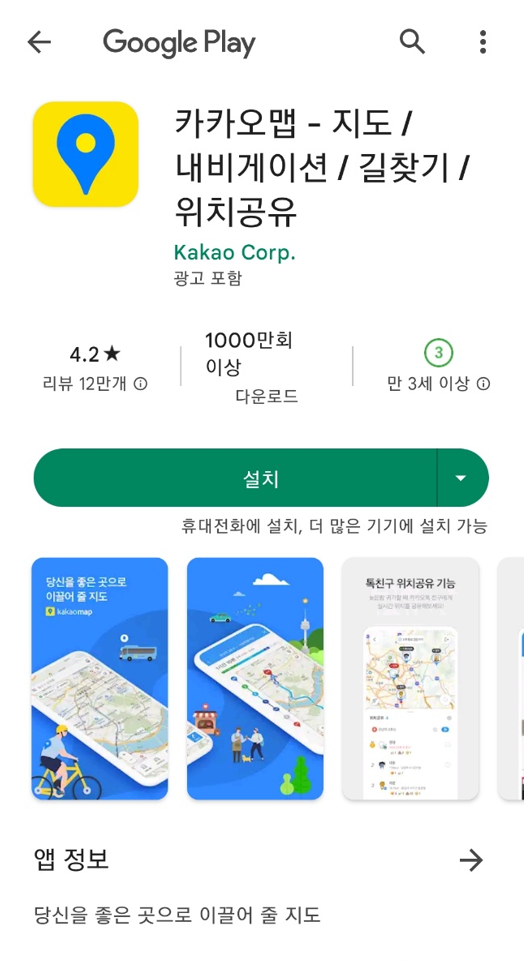 Google Play
카카오맵 - 지도 /
내비게이션 / 길찾기 /
위치공유
Kakao Corp.
광고 포함
4.2★
리뷰 12만개
1000만회
이상
다운로드
3
만 3세 이상
설치
휴대전화에 설치, 더 많은 기기에 설치 가능
당신을 좋은 곳으로
이끌어 줄 지도
kakaomap
톡친구 위치공유 기능
앱 정보
당신을 좋은 곳으로 이끌어 줄 지도